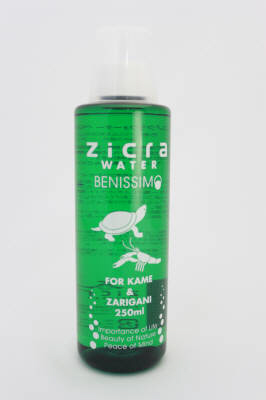 zicra
WATER
BENISSIMO
FOR KAME
&
ZARIGANI
250ml
Importance of Life
Beauty of Nature
Peace of Mind